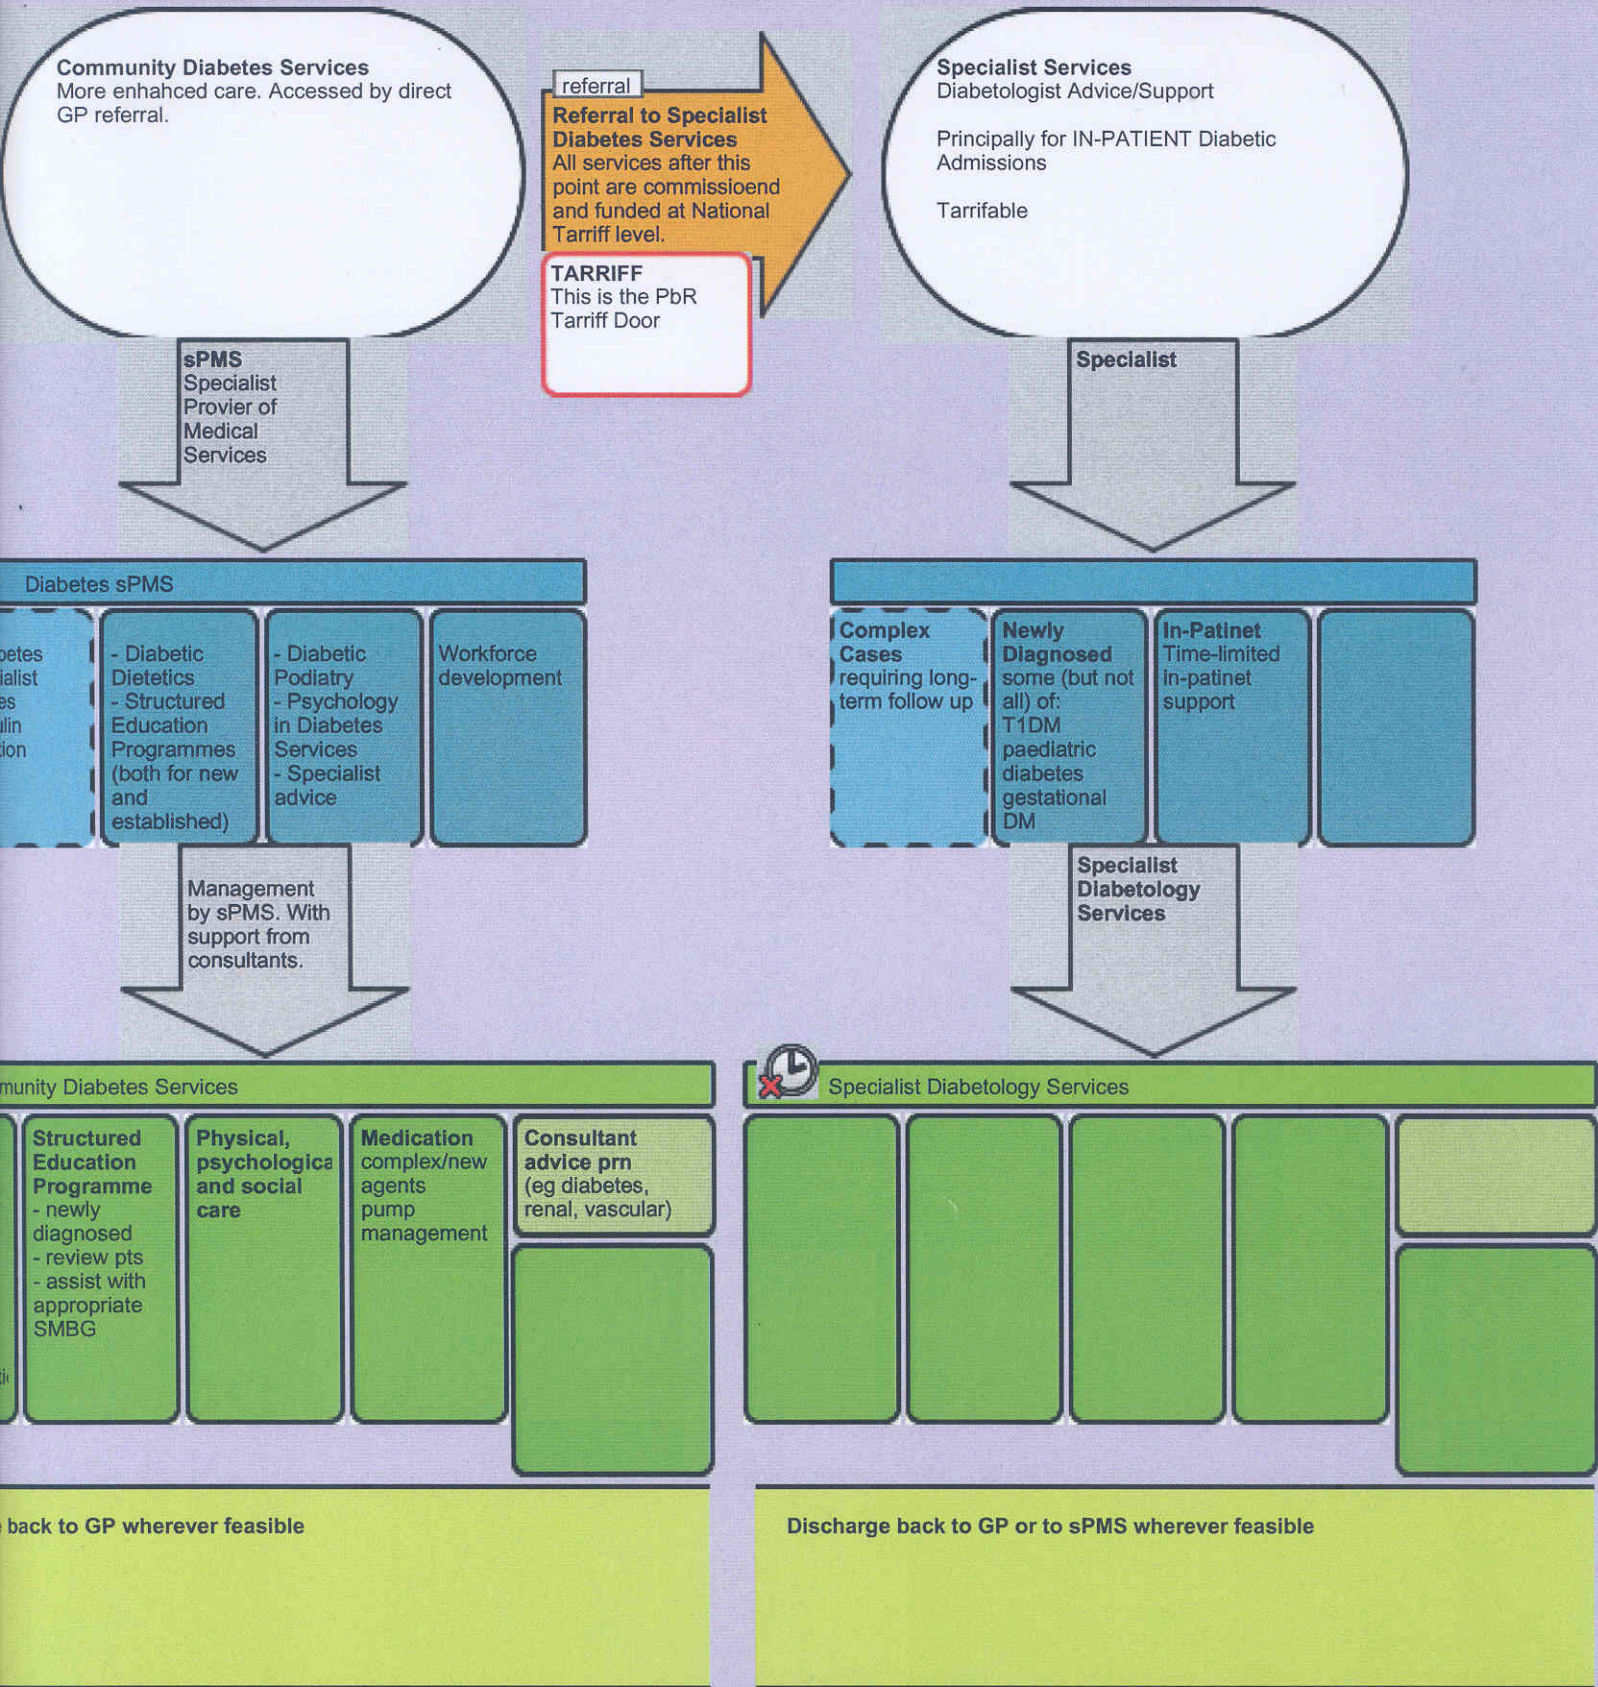 Community Diabetes Services
More enhahced care. Accessed by direct
GP referral.
referral
Referral to Specialist
Diabetes Services
All services after this
point are commissioend
and funded at National
Tarriff level.
TARRIFF
This is the PbR
Tarriff Door
Specialist Services
Diabetologist Advice/Support
Principally for IN-PATIENT Diabetic
Admissions
Tarrifable
sPMS
Specialist
Provier of
Medical
Services
Specialist
Diabetes sPMS
- Diabetic
Dietetics
- Structured
Education
Programmes
(both for new
and
established)
- Diabetic
Podiatry
- Psychology
in Diabetes
Services
- Specialist
advice
Workforce
development
Complex
Cases
requiring long-
term follow up
Newly
Diagnosed
some (but not
all) of:
T1DM
paediatric
diabetes
gestational
DM
In-Patinet
Time-limited
in-patinet
support
Management
by sPMS. With
support from
consultants.
Specialist
Diabetology
Services
munity Diabetes Services
Structured
Education
Programme
- newly
diagnosed
- review pts
- assist with
appropriate
SMBG
Physical,
psychologica
and social
care
Medication
complex/new
agents
pump
management
Consultant
advice prn
(eg diabetes,
renal, vascular)
Specialist Diabetology Services
back to GP wherever feasible
Discharge back to GP or to sPMS wherever feasible